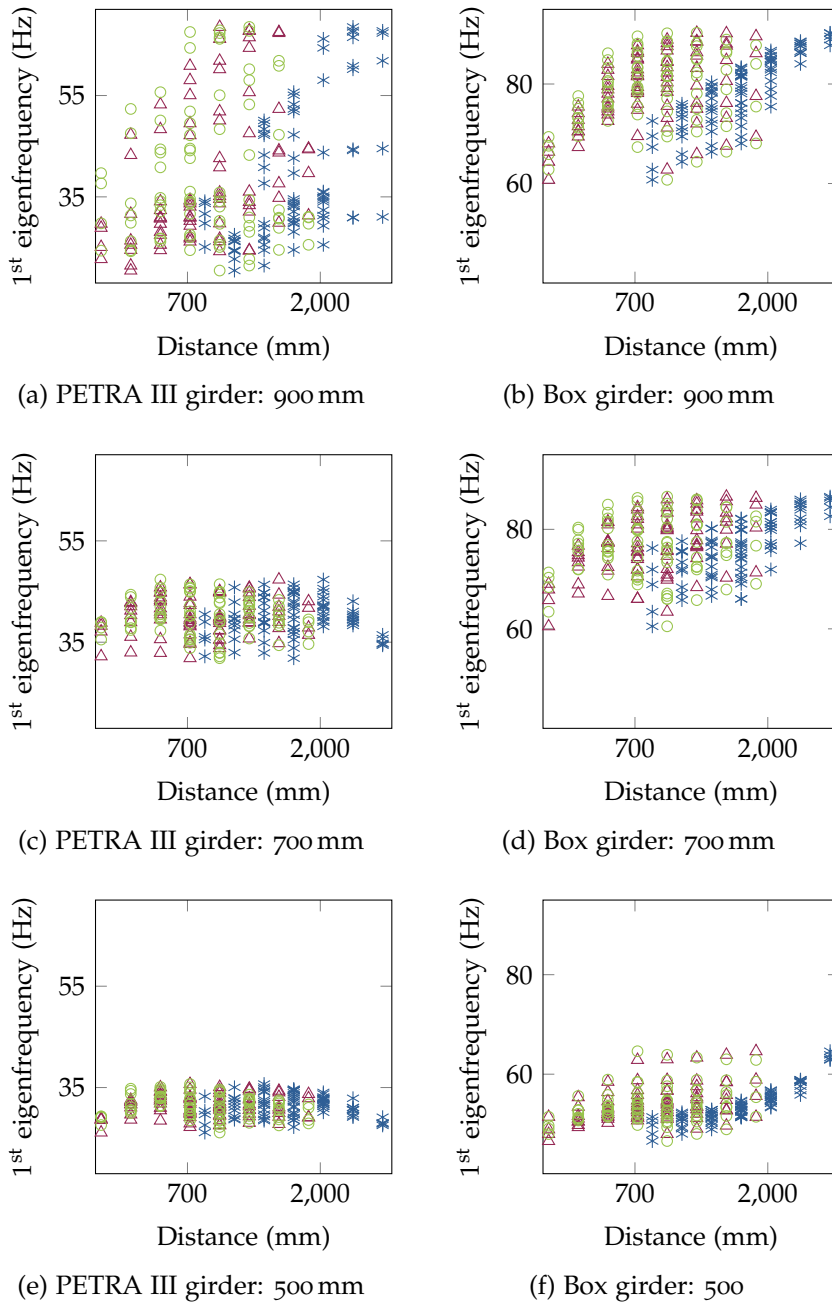 1st eigenfrequency (Hz)
55
35
700
2,000
Distance (mm)
(a) PETRA III girder: 900 mm
1st eigenfrequency (Hz)
80
60
700
2,000
Distance (mm)
(b) Box girder: 900 mm
1st eigenfrequency (Hz)
55
35
700
2,000
Distance (mm)
(c) PETRA III girder: 700 mm
1st eigenfrequency (Hz)
80
60
700
2,000
Distance (mm)
(d) Box girder: 700 mm
1st eigenfrequency (Hz)
55
35
700
2,000
Distance (mm)
(e) PETRA III girder: 500 mm
1st eigenfrequency (Hz)
80
60
700
2,000
Distance (mm)
(f) Box girder: 500